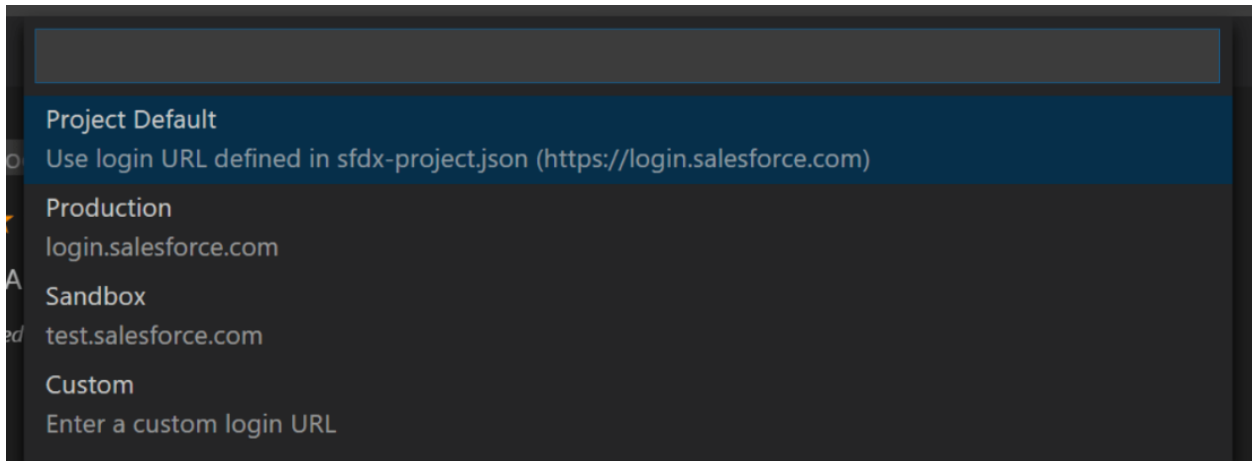 Project Default
Use login URL defined in sfdx-project.json (https://login.salesforce.com)
Production
login.salesforce.com
Sandbox
test.salesforce.com
Custom
Enter a custom login URL